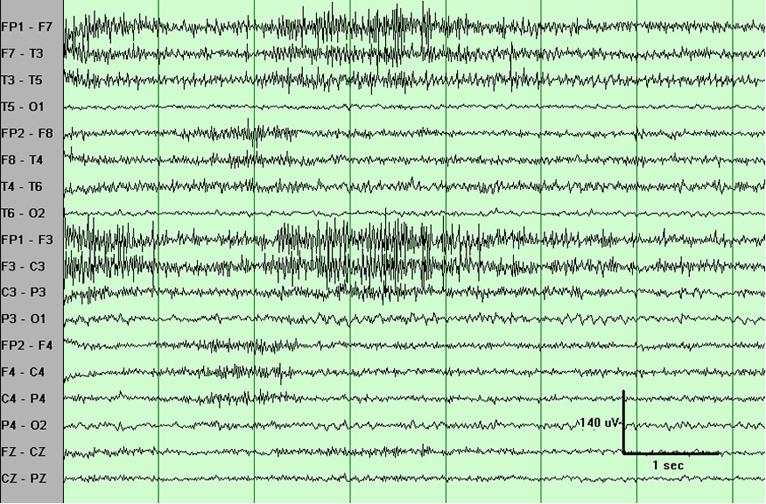 FP1 - F7
F7 - T3
T3 - T5
T5 - O1
FP2 - F8
F8 - T4
T4 - T6
T6 - O2
FP1 - F3
F3 - C3
C3 - P3
P3 - O1
FP2 - F4
F4 - C4
C4 - P4
P4 - O2
FZ - CZ
CZ - PZ
140 uV
1 sec